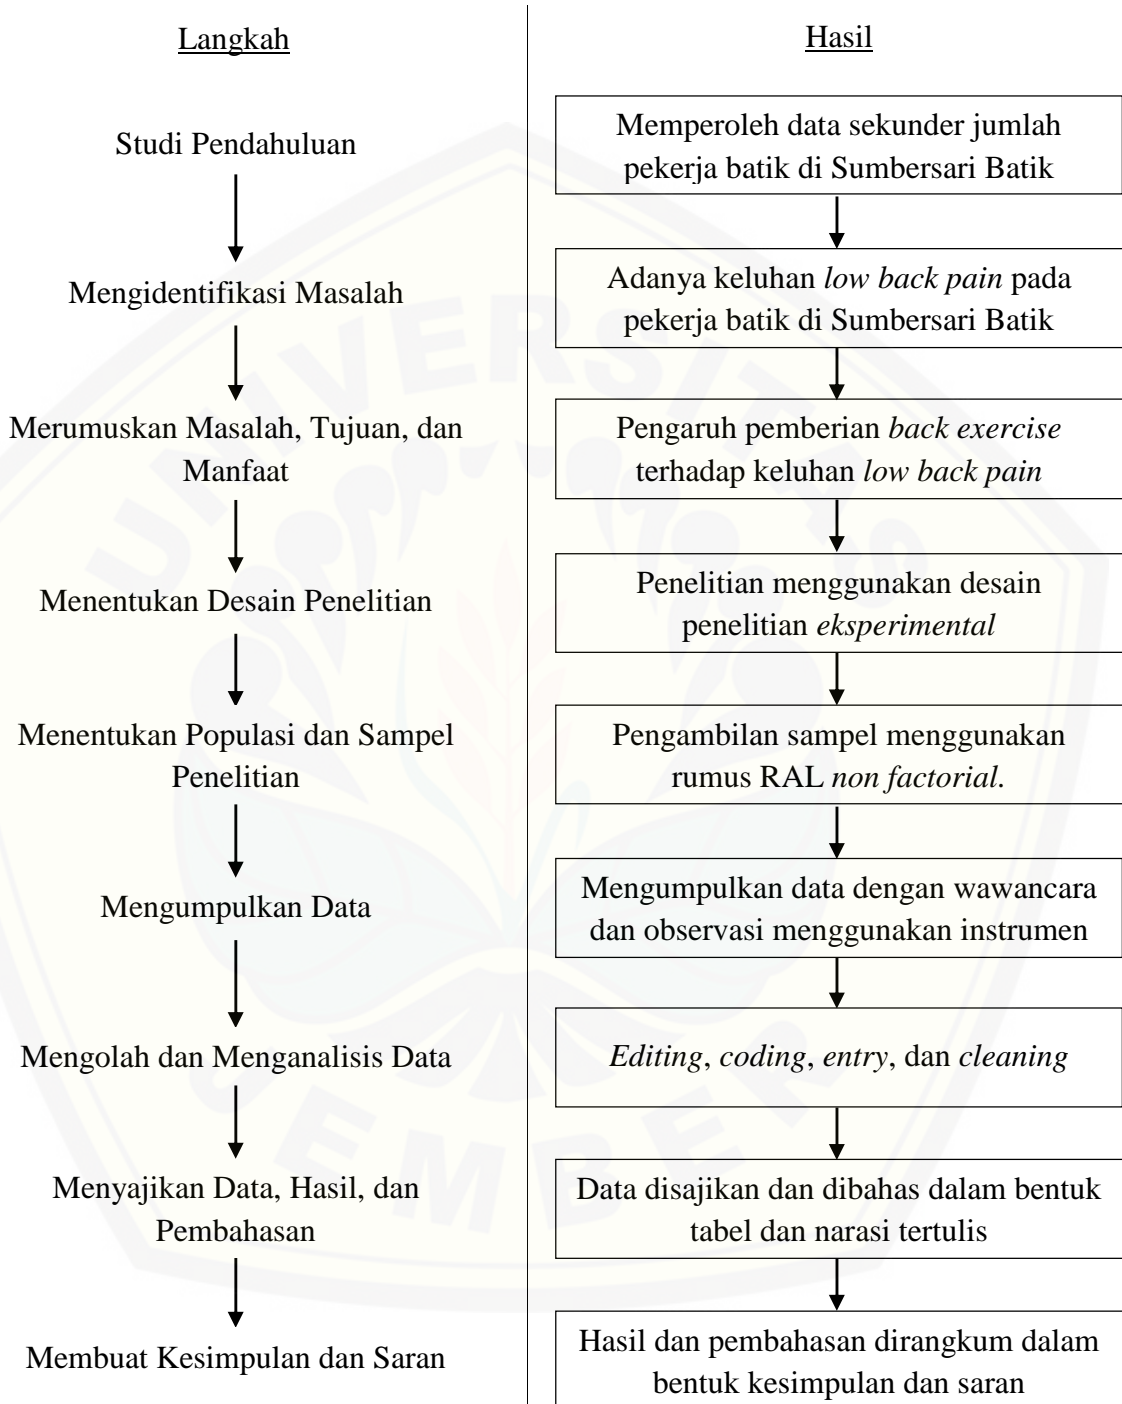 Langkah
Hasil
Studi Pendahuluan
Memperoleh data sekunder jumlah
pekerja batik di Sumbersari Batik
Mengidentifikasi Masalah
Adanya keluhan low back pain pada
pekerja batik di Sumbersari Batik
Merumuskan Masalah, Tujuan, dan
Manfaat
Pengaruh pemberian back exercise
terhadap keluhan low back pain
Menentukan Desain Penelitian
Penelitian menggunakan desain
penelitian eksperimental
Menentukan Populasi dan Sampel
Penelitian
Pengambilan sampel menggunakan
rumus RAL non factorial.
Mengumpulkan Data
Mengumpulkan data dengan wawancara
dan observasi menggunakan instrumen
Mengolah dan Menganalisis Data
Editing, coding, entry, dan cleaning
Menyajikan Data, Hasil, dan
Pembahasan
Data disajikan dan dibahas dalam bentuk
tabel dan narasi tertulis
Membuat Kesimpulan dan Saran
Hasil dan pembahasan dirangkum dalam
bentuk kesimpulan dan saran
UNIVERSITAS
JEMBER